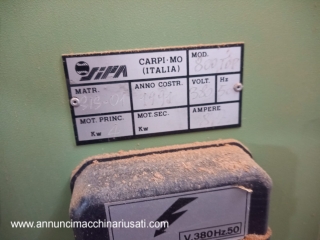 VIPA
CARPI-MO
(ITALIA)
MOD.
MATR.
ANNO COSTR.
VOLT.
Hz
MOT. PRINC.
Kw
MOT. SEC.
Kw
AMPERE
V.380Hz.50
www.annuncimacchinariusati.com